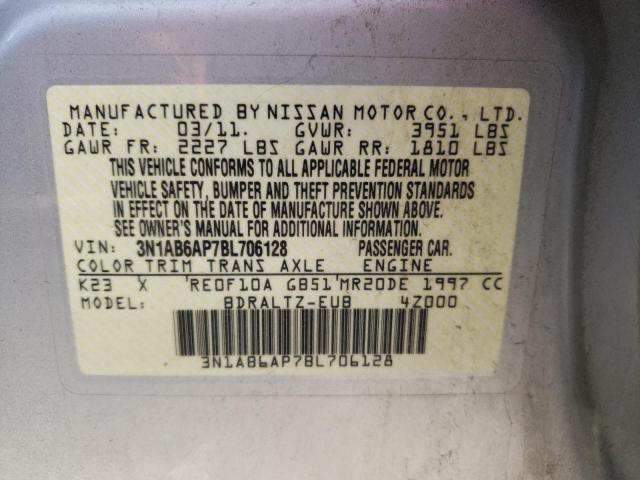 MANUFACTURED BY NISSAN MOTOR CO., LTD.
DATE: 03/11. GVWR: 3951 LBS
GAWR FR: 2227 LBS GAWR RR: 1810 LBS
THIS VEHICLE CONFORMS TO ALL APPLICABLE FEDERAL MOTOR
VEHICLE SAFETY, BUMPER AND THEFT PREVENTION STANDARDS
IN EFFECT ON THE DATE OF MANUFACTURE SHOWN ABOVE.
SEE OWNER'S MANUAL FOR ADDITIONAL INFORMATION.
VIN: 3N1AB6AP7BL706128 PASSENGER CAR.
COLOR TRIM TRANS AXLE ENGINE
K23 X 'RE0F10A GB51'MR20DE 1997 CC
MODEL: BDRALTZ-EUB 4Z000
3N1AB6AP7BL706128